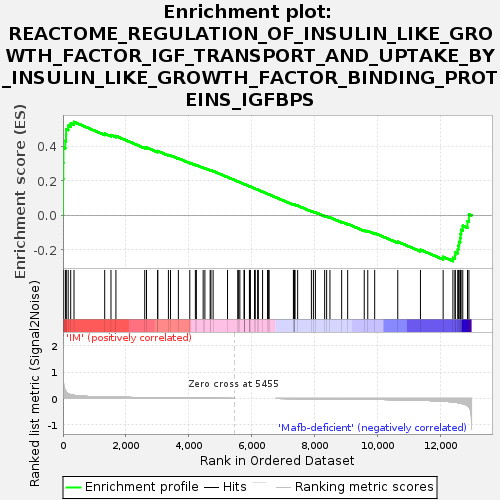 Enrichment plot:
REACTOME_REGULATION_OF_INSULIN_LIKE_GRO
WTH_FACTOR_IGF_TRANSPORT_AND_UPTAKE_BY
_INSULIN_LIKE_GROWTH_FACTOR_BINDING_PROT
EINS_IGFBPS
Enrichment score (ES)
0.4
0.2
0.0
-0.2
'IM' (positively correlated)
Ranked list metric (Signal2Noise)
2
1
0
-1
Zero cross at 5455
'Mafb-deficient' (negatively correlated)
0
2,000
4,000
6,000
8,000
10,000
12,000
Rank in Ordered Dataset
Enrichment profile
Hits
Ranking metric scores